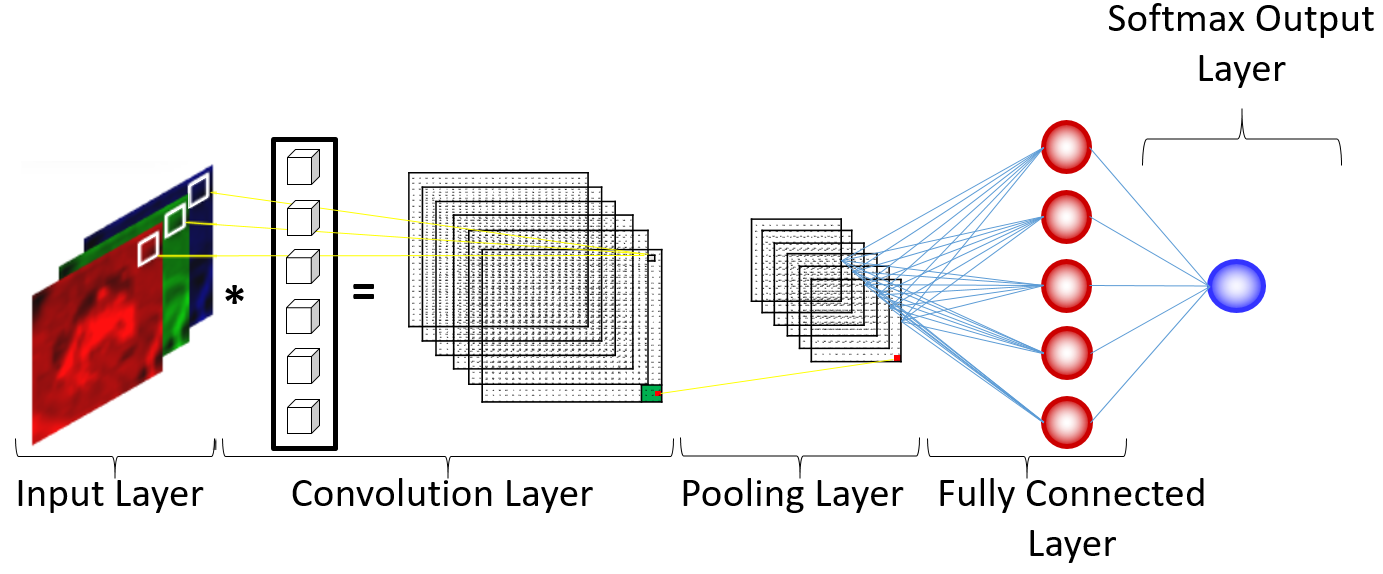 Softmax Output
Layer
*
=
Input Layer
Convolution Layer
Pooling Layer
Fully Connected
Layer